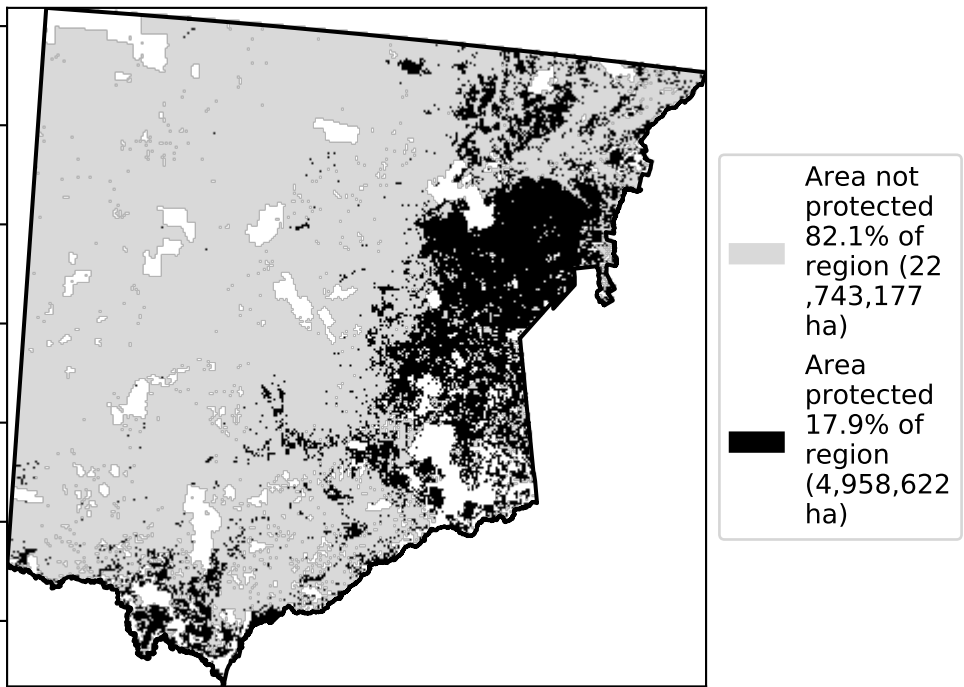 Area not
protected
82.1% of
region (22
,743,177
ha)
Area
protected
17.9% of
region
(4,958,622
ha)